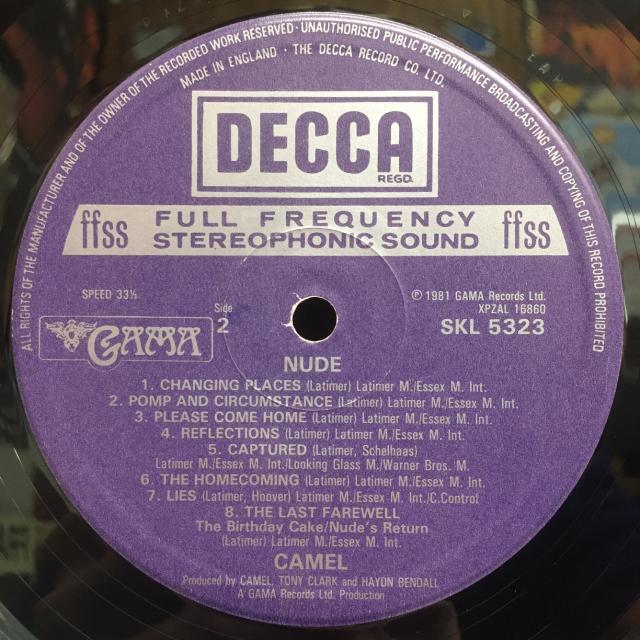 ALL RIGHTS OF THE MANUFACTURER AND OF THE OWNER OF THE RECORDED WORK RESERVED · UNAUTHORISED PUBLIC PERFORMANCE BROADCASTING AND COPYING OF THIS RECORD PROHIBITED
MADE IN ENGLAND · THE DECCA RECORD CO. LTD.
DECCA
REGD.
ffss FULL FREQUENCY ffss
STEREOPHONIC SOUND
SPEED 33⅓
℗ 1981 GAMA Records Ltd.
XPZAL 16860
Side
2
SKL 5323
GAMA
NUDE
1. CHANGING PLACES (Latimer) Latimer M./Essex M. Int.
2. POMP AND CIRCUMSTANCE (Latimer) Latimer M./Essex M. Int.
3. PLEASE COME HOME (Latimer) Latimer M./Essex M. Int.
4. REFLECTIONS (Latimer) Latimer M./Essex M. Int.
5. CAPTURED (Latimer, Schelhaas)
Latimer M./Essex M. Int./Looking Glass M./Warner Bros. M.
6. THE HOMECOMING (Latimer) Latimer M./Essex M. Int.
7. LIES (Latimer, Hoover) Latimer M./Essex M. Int./C.Control
8. THE LAST FAREWELL
The Birthday Cake/Nude's Return
(Latimer) Latimer M./Essex M. Int.
CAMEL
Produced by CAMEL, TONY CLARK and HAYDN BENDALL
A GAMA Records Ltd. Production